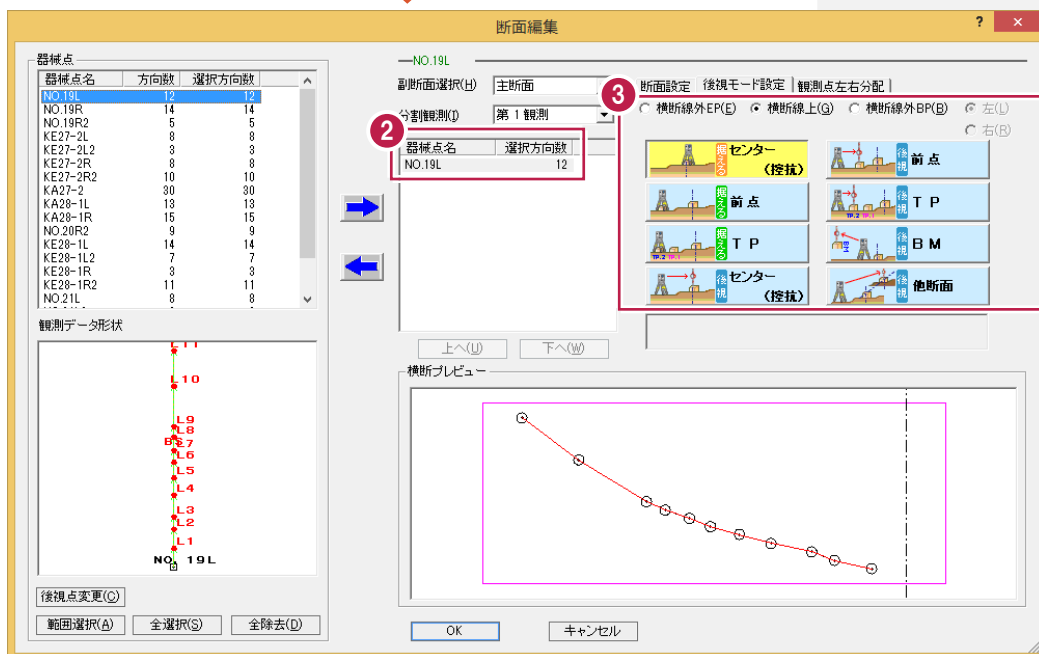 断面編集
? ×
器械点
器械点名 方向数 選択方向数
NO.19L 12 12
NO.19R 14 14
NO.19R2 5 5
KE27-2L 8 8
KE27-2L2 3 3
KE27-2R 8 8
KE27-2R2 10 10
KA27-2 30 30
KA28-1L 13 13
KA28-1R 15 15
NO.20R2 9 9
KE28-1L 14 14
KE28-1L2 7 7
KE28-1R 3 3
KE28-1R2 11 11
NO.21L 8 8
観測データ形状
L11
L10
L9
L8
BS
L7
L6
L5
L4
L3
L2
L1
NO. 19L
後視点変更(C)
範囲選択(A) 全選択(S) 全除去(D)
NO.19L
副断面選択(H) 主断面
分割観測(I) 第1観測
2
器械点名 選択方向数
NO.19L 12
上へ(U) 下へ(W)
3
断面設定 後視モード設定 観測点左右分配
横断線外EP(E) 横断線上(G) 横断線外BP(B) 左(L)
右(R)
据える センター (控抗)
後視 前点
据える 前点
後視 TP
TP.2 TP.1
据える TP
TP.2 TP.1
後視 BM
後視 センター (控抗)
後視 他断面
横断プレビュー
OK キャンセル